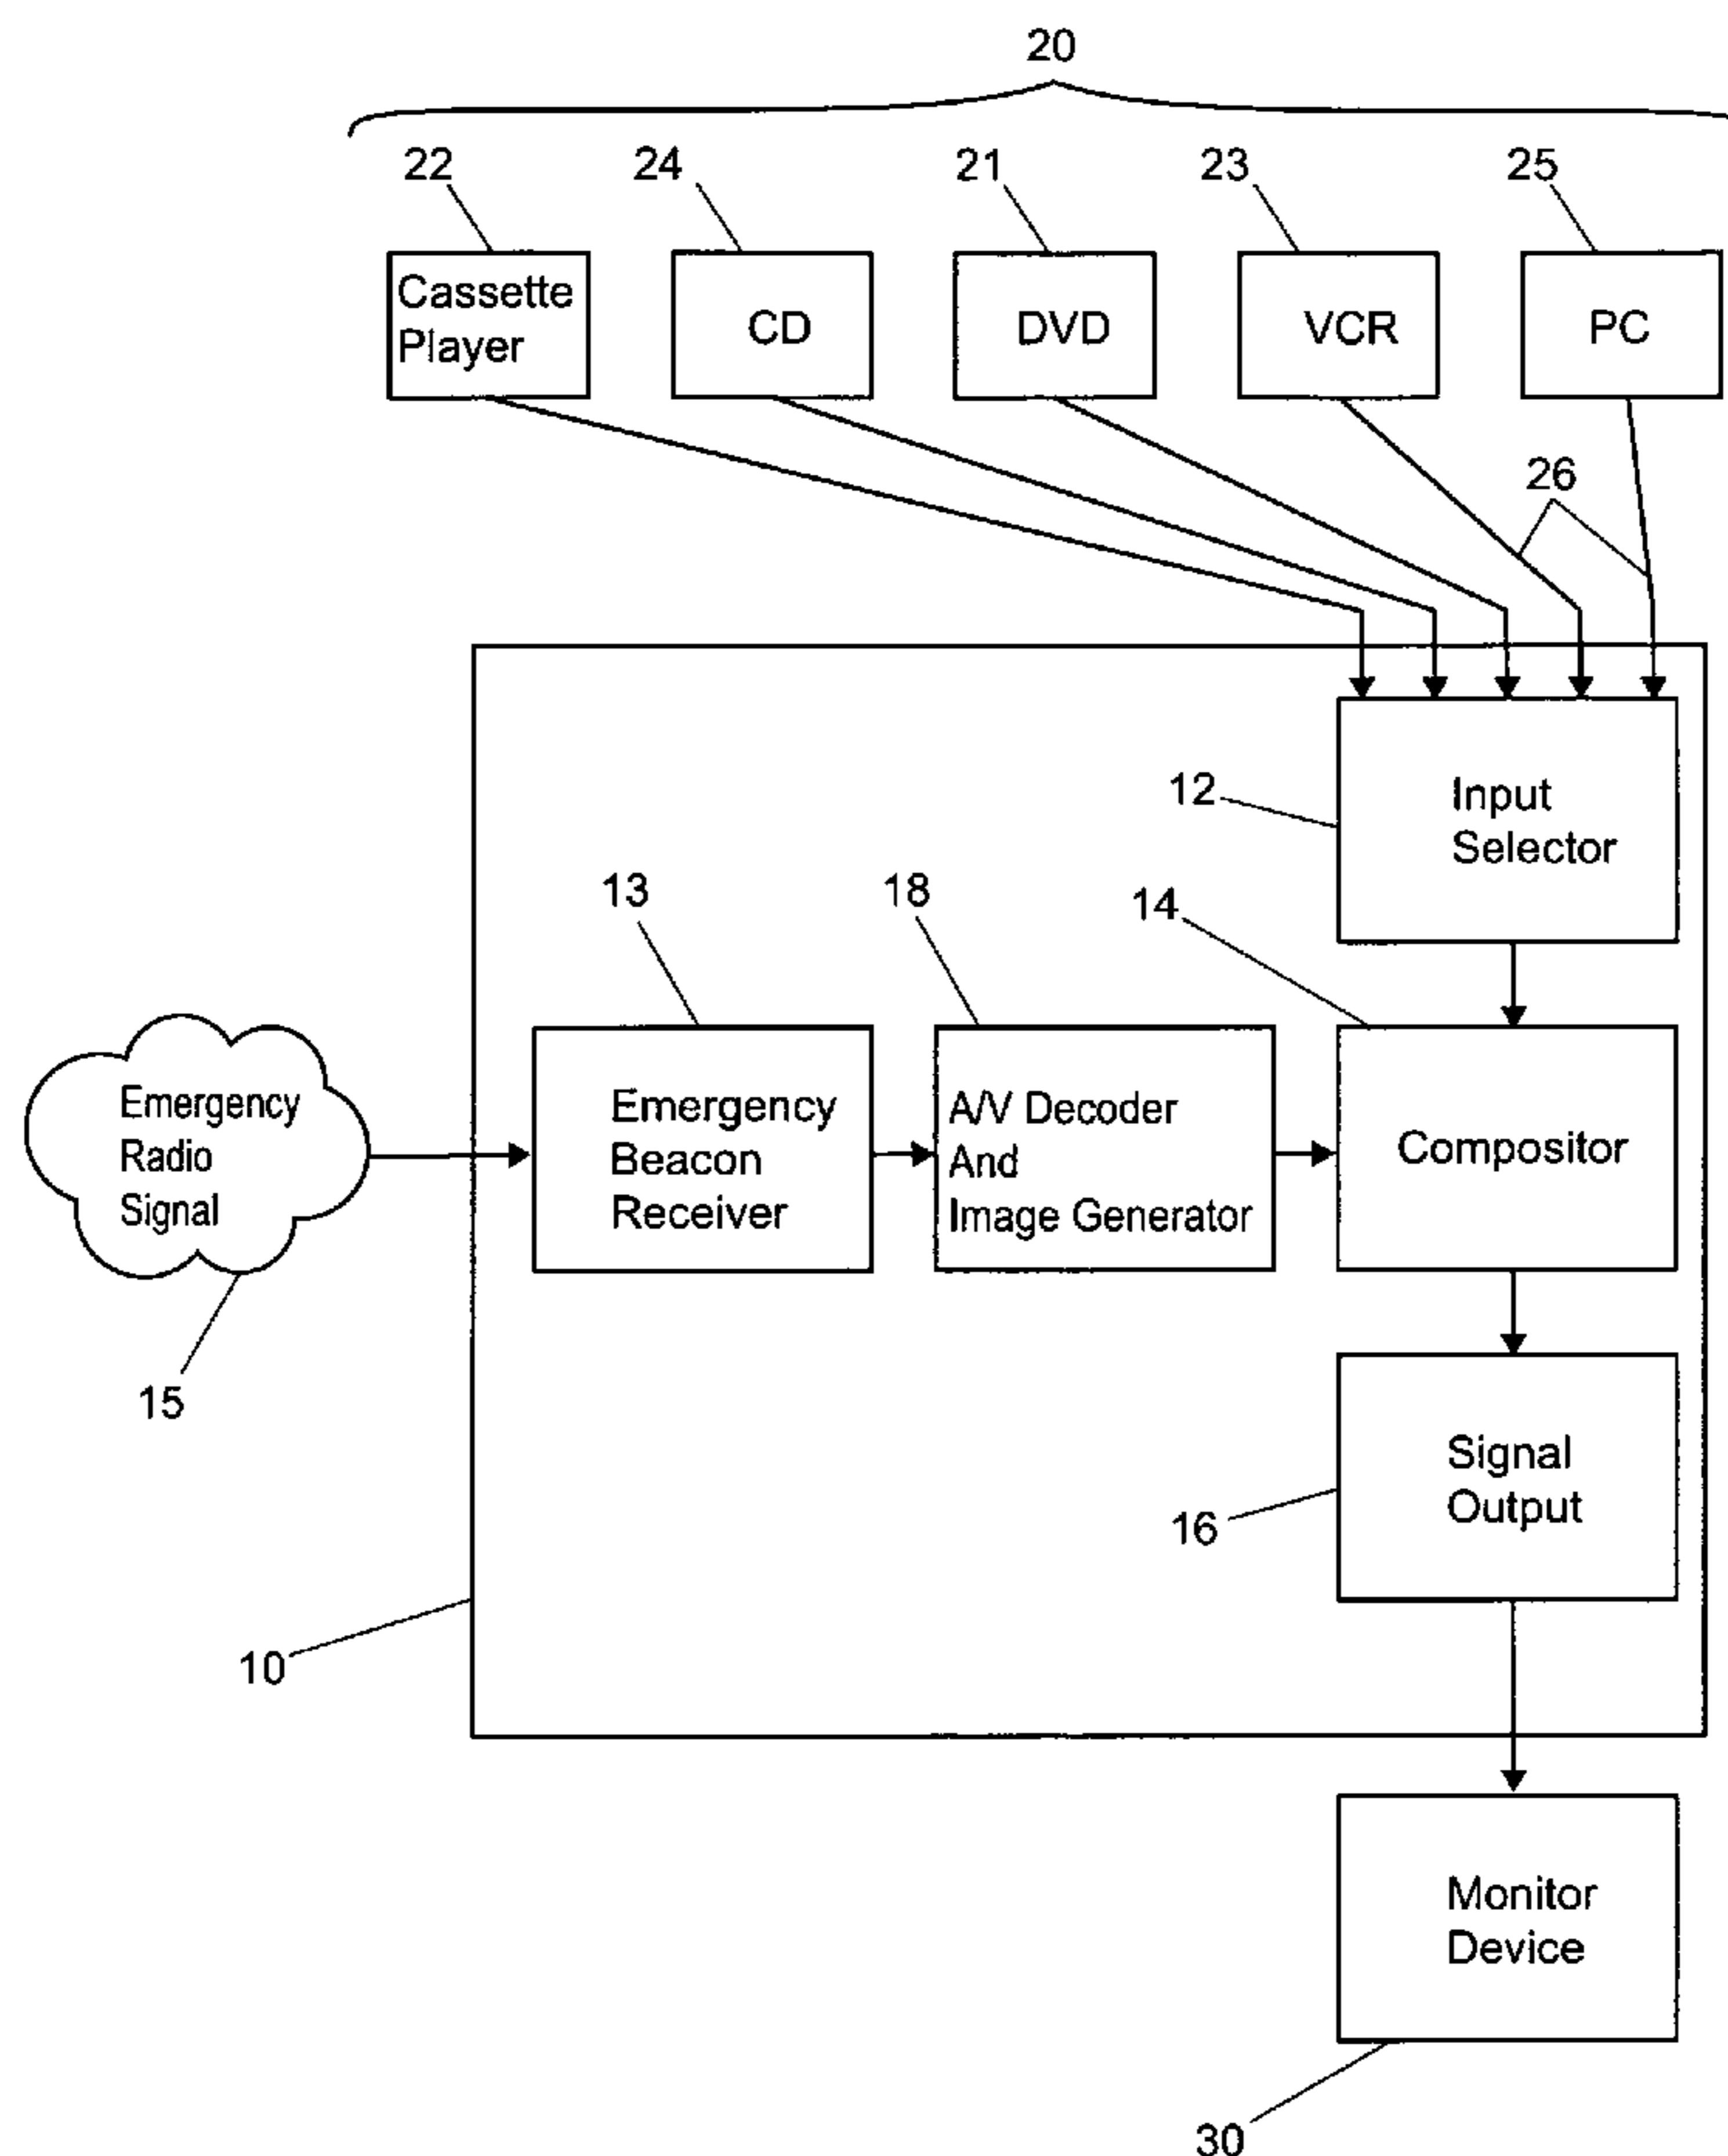 20
22
24
21
23
25
Cassette
Player
CD
DVD
VCR
PC
26
12
Input
Selector
13
18
14
Emergency
Radio
Signal
Emergency
Beacon
Receiver
A/V Decoder
And
Image Generator
Compositor
15
Signal
Output
16
10
Monitor
Device
30